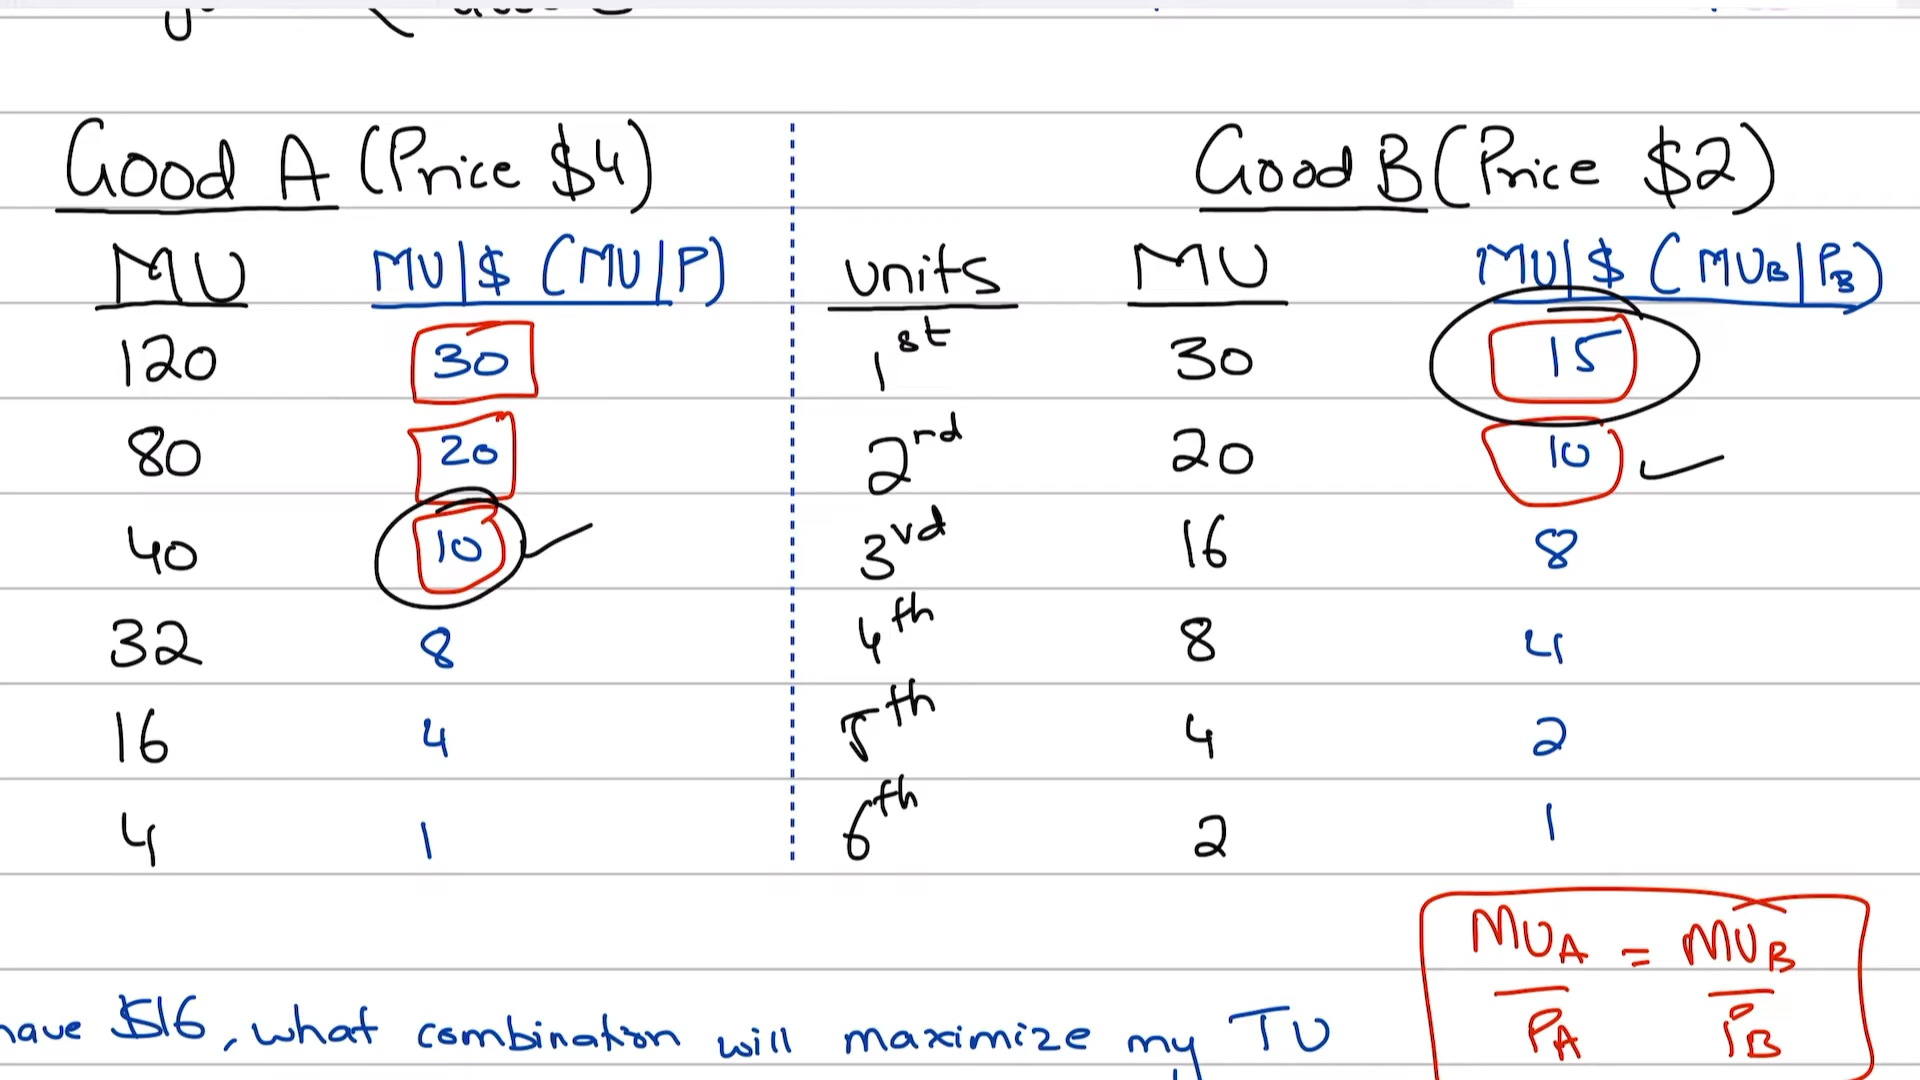 Good A (Price $4) Good B (Price $2)
MU MU|$ (MU|P) units MU MU|$ (MUB|PB)
120 30 1st 30 15
80 20 2rd 20 10
40 10 3rd 16 8
32 8 4th 8 4
16 4 5th 4 2
4 1 6th 2 1
MUA = MUB
PA PB
have $16, what combination will maximize my TU